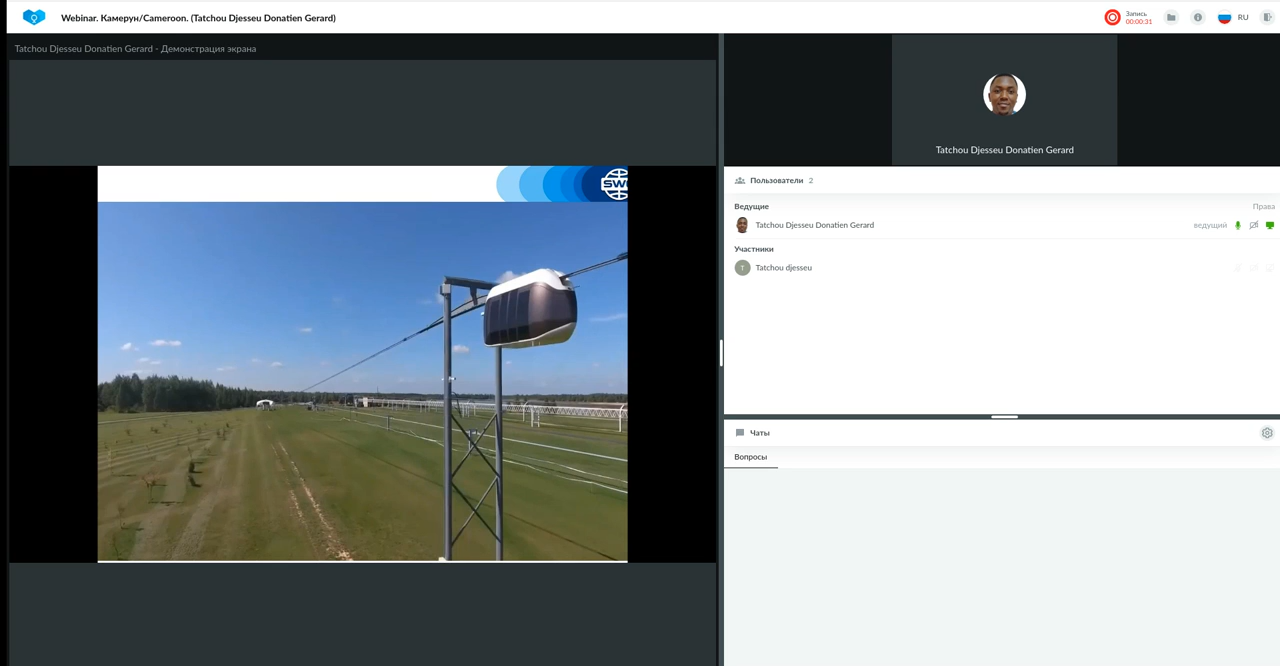 Webinar. Камерун/Cameroon. (Tatchou Djesseu Donatien Gerard)
Запись
00:00:31
RU
Tatchou Djesseu Donatien Gerard - Демонстрация экрана
SW
Tatchou Djesseu Donatien Gerard
Пользователи 2
Ведущие Права
Tatchou Djesseu Donatien Gerard ведущий
Участники
T Tatchou djesseu
Чаты
Вопросы